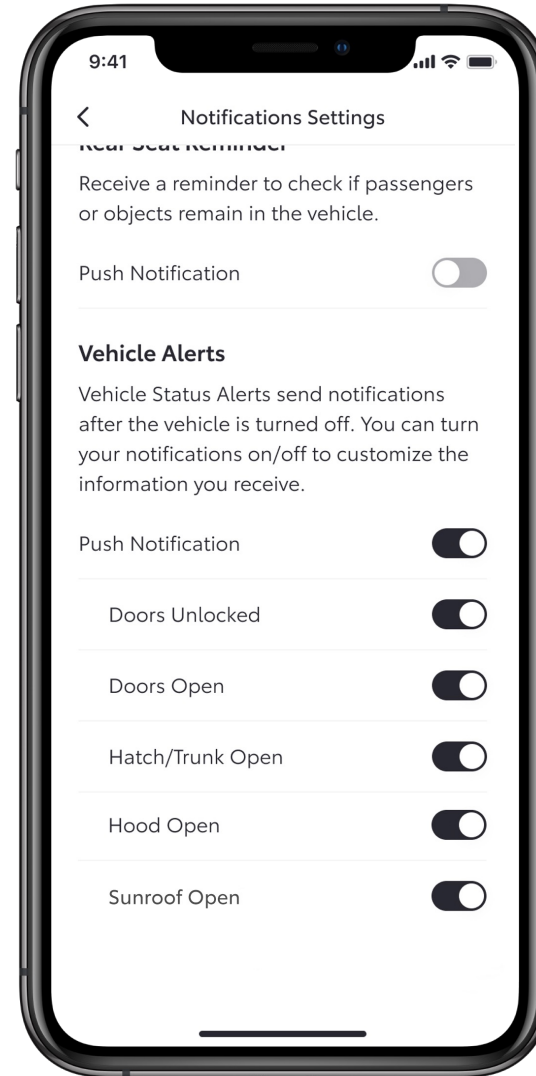 9:41
Notifications Settings
Rear Seat Reminder
Receive a reminder to check if passengers
or objects remain in the vehicle.
Push Notification
Vehicle Alerts
Vehicle Status Alerts send notifications
after the vehicle is turned off. You can turn
your notifications on/off to customize the
information you receive.
Push Notification
Doors Unlocked
Doors Open
Hatch/Trunk Open
Hood Open
Sunroof Open